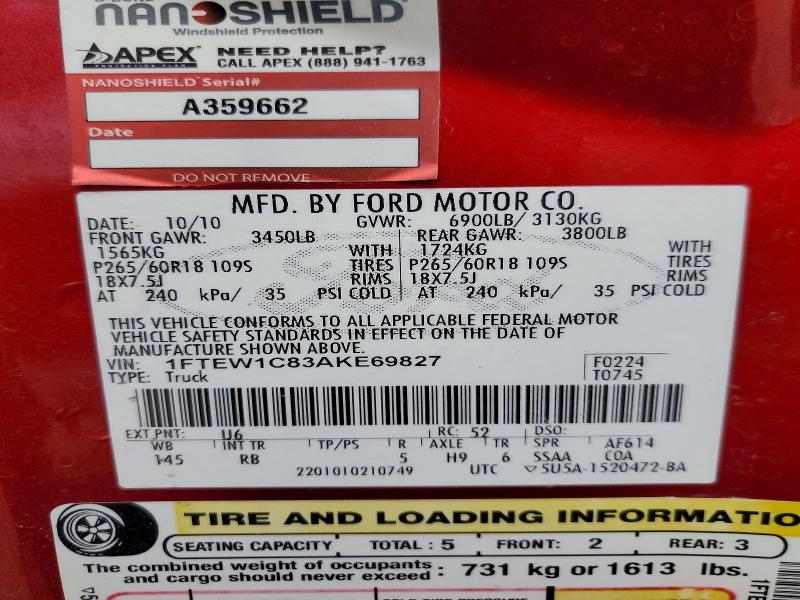 NANOSHIELD
Windshield Protection
APEX NEED HELP?
CALL APEX (888) 941-1763
NANOSHIELD Serial#
A359662
Date
DO NOT REMOVE
MFD. BY FORD MOTOR CO.
DATE: 10/10 GVWR: 6900LB/ 3130KG
FRONT GAWR: 3450LB REAR GAWR: 3800LB
1565KG WITH 1724KG WITH
P265/60R18 109S TIRES P265/60R18 109S TIRES
18X7.5J RIMS 18X7.5J RIMS
AT 240 kPa/ 35 PSI COLD AT 240 kPa/ 35 PSI COLD
THIS VEHICLE CONFORMS TO ALL APPLICABLE FEDERAL MOTOR
VEHICLE SAFETY STANDARDS IN EFFECT ON THE DATE OF
MANUFACTURE SHOWN ABOVE.
VIN: 1FTEW1C83AKE69827 F0224
TYPE: Truck T0745
EXT PNT: U6 RC: 52 DSO:
WB INT TR TP/PS R AXLE TR SPR AF614
145 RB 5 H9 6 SSAA COA
2201010210749 UTC ▽5U5A-1520472-BA
TIRE AND LOADING INFORMATIO
SEATING CAPACITY TOTAL : 5 FRONT: 2 REAR: 3
The combined weight of occupants
and cargo should never exceed : 731 kg or 1613 lbs.